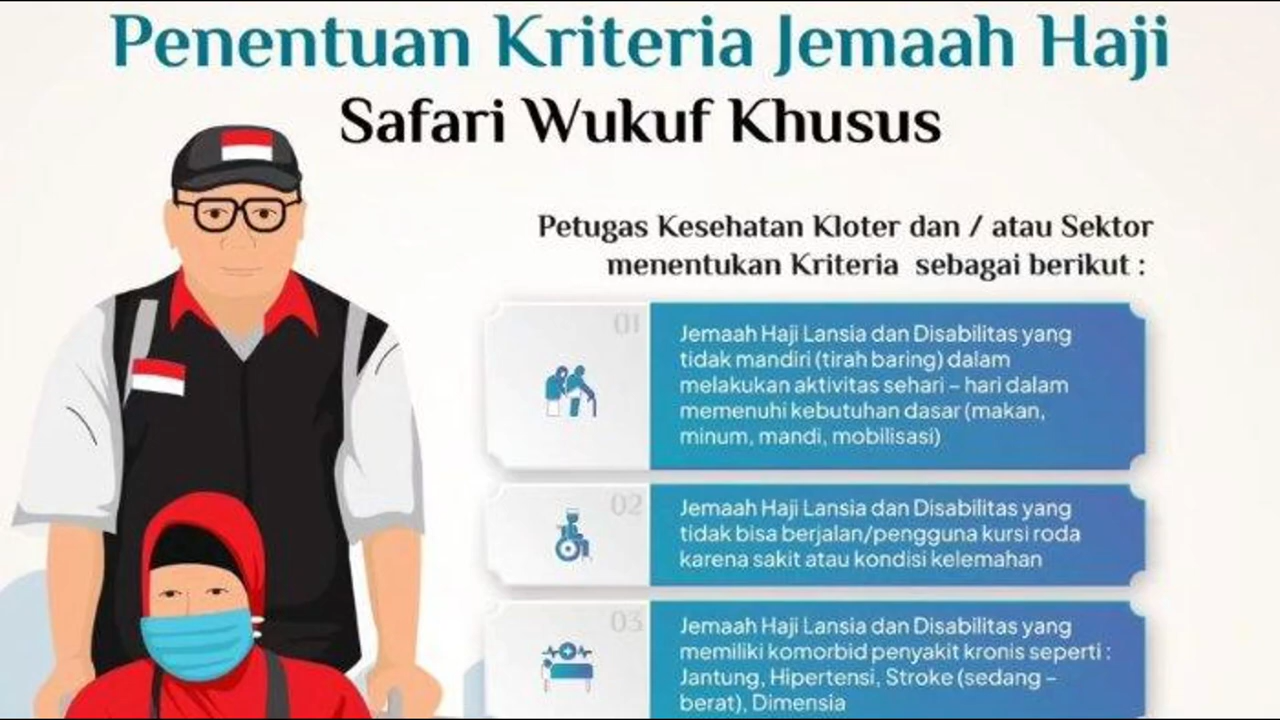 Penentuan Kriteria Jemaah Haji
Safari Wukuf Khusus
Petugas Kesehatan Kloter dan / atau Sektor
menentukan Kriteria sebagai berikut :
01
Jemaah Haji Lansia dan Disabilitas yang
tidak mandiri (tirah baring) dalam
melakukan aktivitas sehari – hari dalam
memenuhi kebutuhan dasar (makan,
minum, mandi, mobilisasi)
02
Jemaah Haji Lansia dan Disabilitas yang
tidak bisa berjalan/pengguna kursi roda
karena sakit atau kondisi kelemahan
03
Jemaah Haji Lansia dan Disabilitas yang
memiliki komorbid penyakit kronis seperti :
Jantung, Hipertensi, Stroke (sedang –
berat), Dimensia